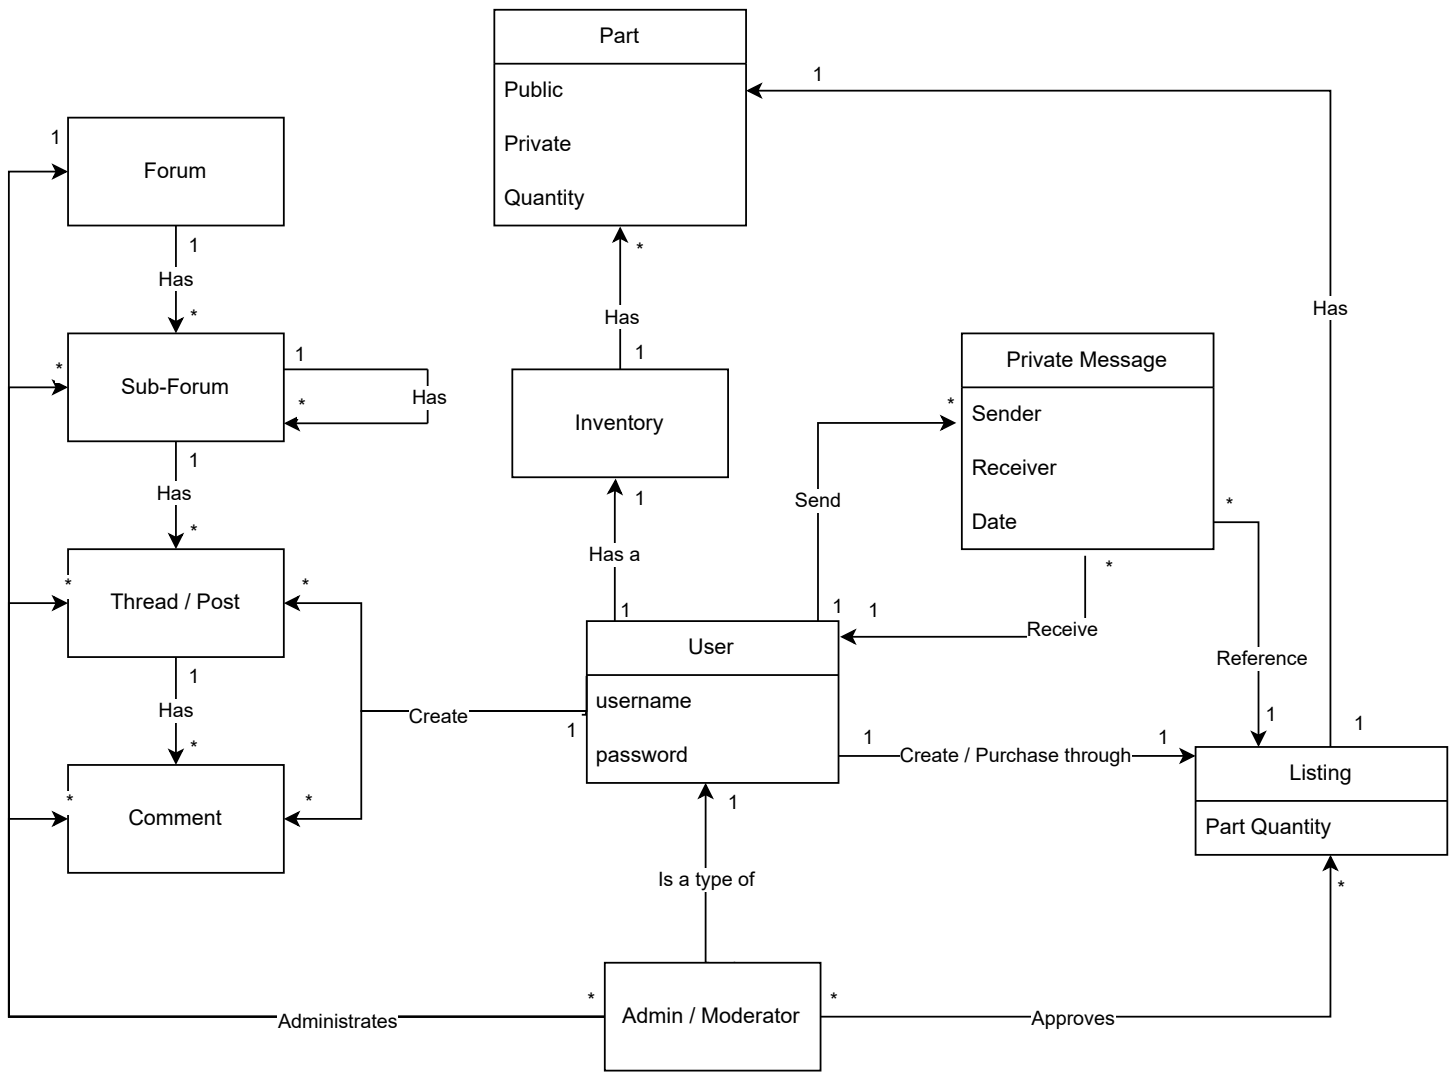 Part
Public
Private
Quantity
1
1
Forum
1
Has
*
*
Sub-Forum
1
Has
*
1
Has
*
*
Thread / Post
*
1
Has
*
*
Comment
*
*
Has
1
Inventory
1
Has a
1
Private Message
Sender
Receiver
Date
*
Send
1
*
Receive
1
*
Reference
1
Has
1
User
username
password
Create
1
1
Create / Purchase through
1
Listing
Part Quantity
*
1
Is a type of
*
Admin / Moderator
*
Administrates
Approves